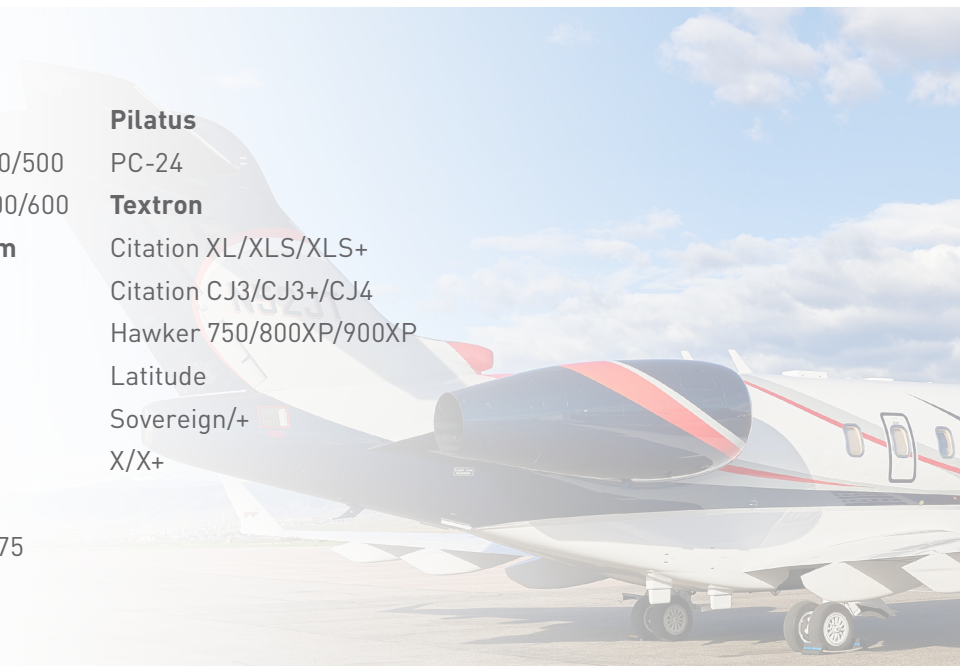 0/500
00/600
m
75
Pilatus
PC-24
Textron
Citation XL/XLS/XLS+
Citation CJ3/CJ3+/CJ4
Hawker 750/800XP/900XP
Latitude
Sovereign/+
X/X+